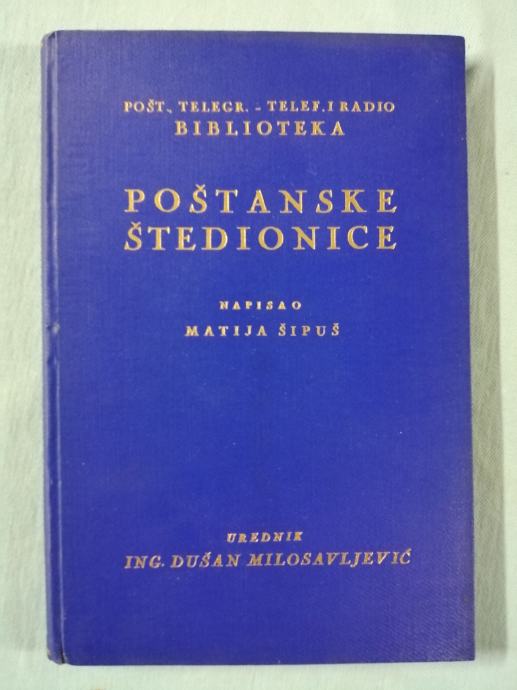 POŠT., TELEGR. - TELEF. I RADIO
BIBLIOTEKA
POŠTANSKE
ŠTEDIONICE
NAPISAO
MATIJA ŠIPUŠ
UREDNIK
ING. DUŠAN MILOSAVLJEVIĆ